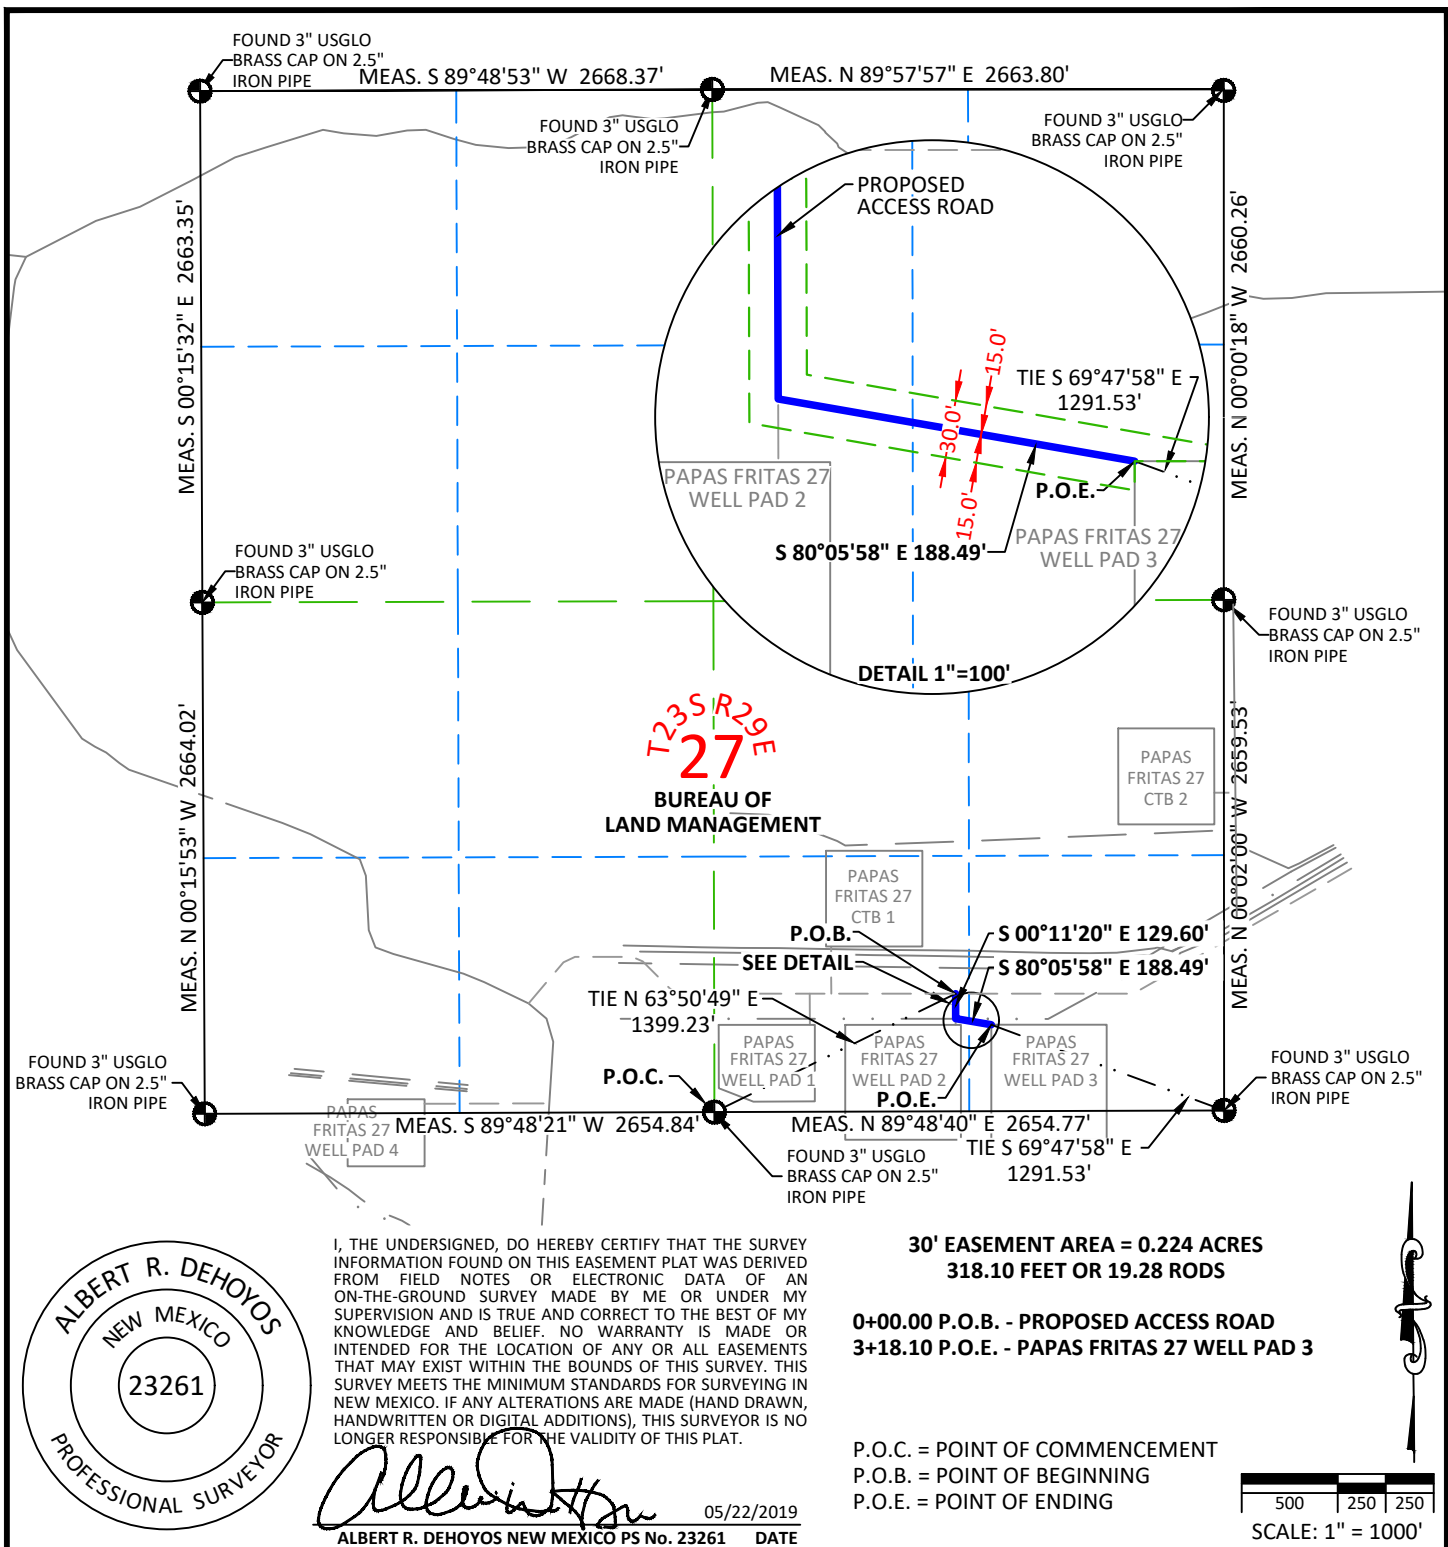 FOUND 3" USGLO
BRASS CAP ON 2.5"
IRON PIPE
MEAS. S 89°48'53" W 2668.37'
MEAS. N 89°57'57" E 2663.80'
FOUND 3" USGLO
BRASS CAP ON 2.5"
IRON PIPE
FOUND 3" USGLO
BRASS CAP ON 2.5"
IRON PIPE
MEAS. S 00°15'32" E 2663.35'
MEAS. N 00°00'18" W 2660.26'
PROPOSED
ACCESS ROAD
15.0'
30.0'
15.0'
TIE S 69°47'58" E
1291.53'
PAPAS FRITAS 27
WELL PAD 2
P.O.E.
S 80°05'58" E 188.49'
PAPAS FRITAS 27
WELL PAD 3
DETAIL 1"=100'
FOUND 3" USGLO
BRASS CAP ON 2.5"
IRON PIPE
FOUND 3" USGLO
BRASS CAP ON 2.5"
IRON PIPE
T23S R29E
27
BUREAU OF
LAND MANAGEMENT
MEAS. N 00°15'53" W 2664.02'
MEAS. N 00°02'00" W 2659.53'
PAPAS
FRITAS 27
CTB 2
PAPAS
FRITAS 27
CTB 1
P.O.B.
S 00°11'20" E 129.60'
SEE DETAIL
S 80°05'58" E 188.49'
TIE N 63°50'49" E
1399.23'
PAPAS
FRITAS 27
WELL PAD 1
PAPAS
FRITAS 27
WELL PAD 2
PAPAS
FRITAS 27
WELL PAD 3
P.O.E.
P.O.C.
FOUND 3" USGLO
BRASS CAP ON 2.5"
IRON PIPE
FOUND 3" USGLO
BRASS CAP ON 2.5"
IRON PIPE
PAPAS
FRITAS 27
WELL PAD 4
MEAS. S 89°48'21" W 2654.84'
MEAS. N 89°48'40" E 2654.77'
TIE S 69°47'58" E
1291.53'
FOUND 3" USGLO
BRASS CAP ON 2.5"
IRON PIPE
ALBERT R. DEHOYOS
NEW MEXICO
23261
PROFESSIONAL SURVEYOR
I, THE UNDERSIGNED, DO HEREBY CERTIFY THAT THE SURVEY
INFORMATION FOUND ON THIS EASEMENT PLAT WAS DERIVED
FROM FIELD NOTES OR ELECTRONIC DATA OF AN
ON-THE-GROUND SURVEY MADE BY ME OR UNDER MY
SUPERVISION AND IS TRUE AND CORRECT TO THE BEST OF MY
KNOWLEDGE AND BELIEF. NO WARRANTY IS MADE OR
INTENDED FOR THE LOCATION OF ANY OR ALL EASEMENTS
THAT MAY EXIST WITHIN THE BOUNDS OF THIS SURVEY. THIS
SURVEY MEETS THE MINIMUM STANDARDS FOR SURVEYING IN
NEW MEXICO. IF ANY ALTERATIONS ARE MADE (HAND DRAWN,
HANDWRITTEN OR DIGITAL ADDITIONS), THIS SURVEYOR IS NO
LONGER RESPONSIBLE FOR THE VALIDITY OF THIS PLAT.
05/22/2019
ALBERT R. DEHOYOS NEW MEXICO PS No. 23261 DATE
30' EASEMENT AREA = 0.224 ACRES
318.10 FEET OR 19.28 RODS
0+00.00 P.O.B. - PROPOSED ACCESS ROAD
3+18.10 P.O.E. - PAPAS FRITAS 27 WELL PAD 3
P.O.C. = POINT OF COMMENCEMENT
P.O.B. = POINT OF BEGINNING
P.O.E. = POINT OF ENDING
500 250 250
SCALE: 1" = 1000'